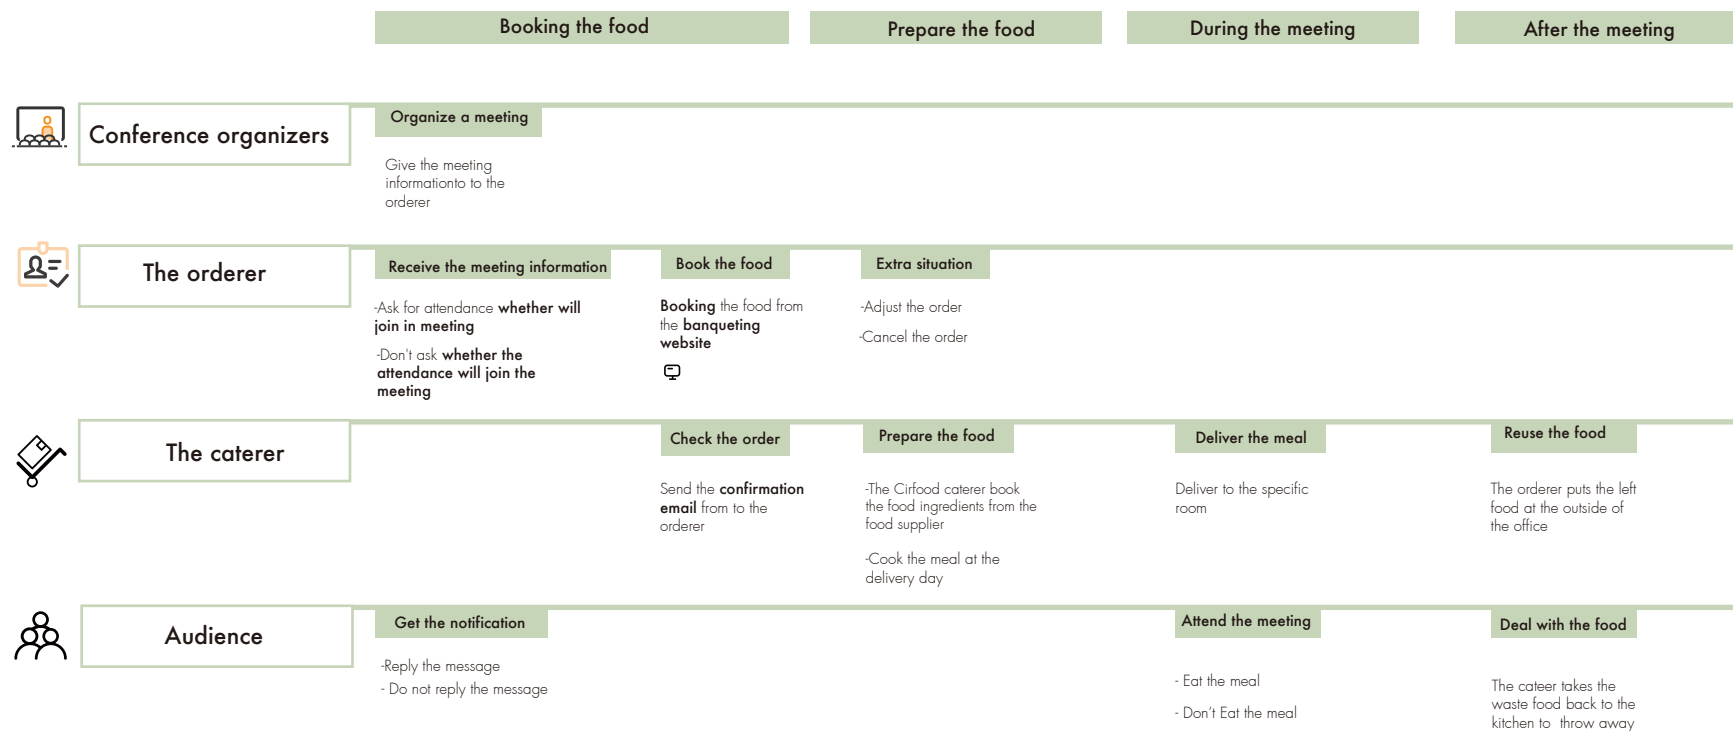 Booking the food
Prepare the food
During the meeting
After the meeting
Conference organizers
Organize a meeting
Give the meeting
informationto to the
orderer
The orderer
Receive the meeting information
-Ask for attendance whether will
join in meeting
-Don't ask whether the
attendance will join the
meeting
Book the food
Booking the food from
the banqueting
website
Extra situation
-Adjust the order
-Cancel the order
The caterer
Check the order
Send the confirmation
email from to the
orderer
Prepare the food
-The Cirfood caterer book
the food ingredients from the
food supplier
-Cook the meal at the
delivery day
Deliver the meal
Deliver to the specific
room
Reuse the food
The orderer puts the left
food at the outside of
the office
Audience
Get the notification
-Reply the message
- Do not reply the message
Attend the meeting
- Eat the meal
- Don't Eat the meal
Deal with the food
The cateer takes the
waste food back to the
kitchen to throw away